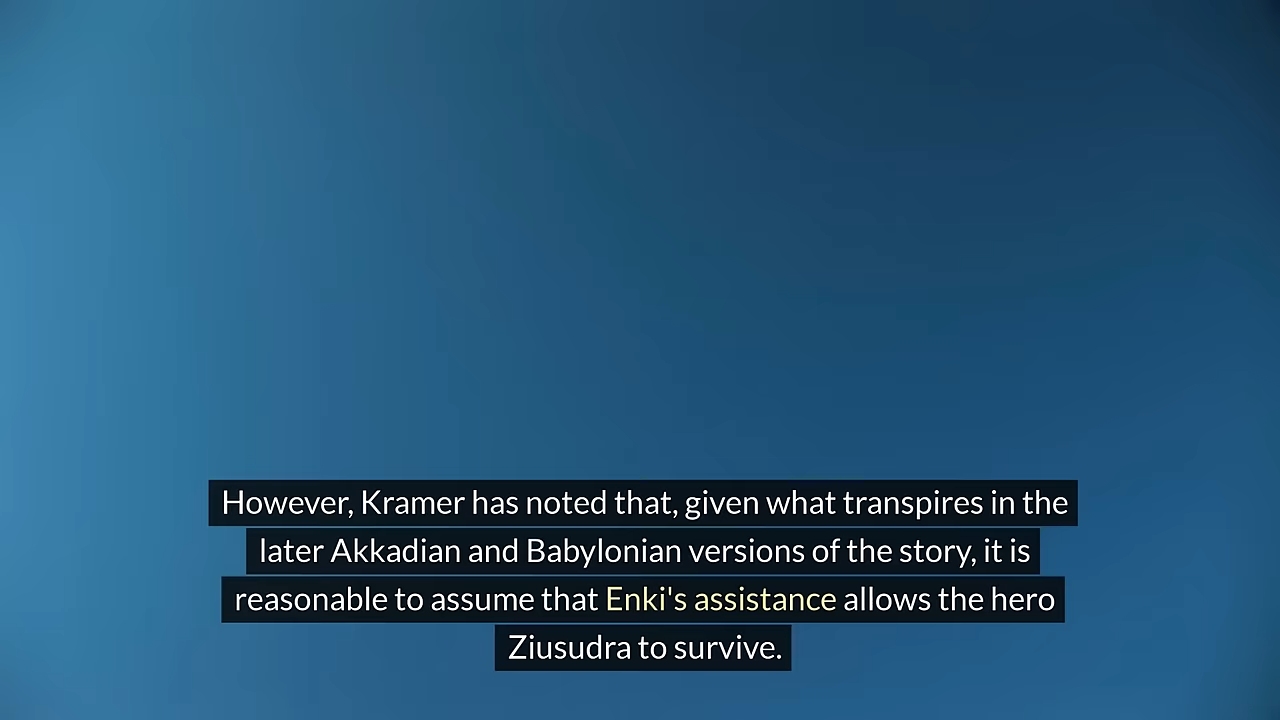 However, Kramer has noted that, given what transpires in the
later Akkadian and Babylonian versions of the story, it is
reasonable to assume that Enki's assistance allows the hero
Ziusudra to survive.